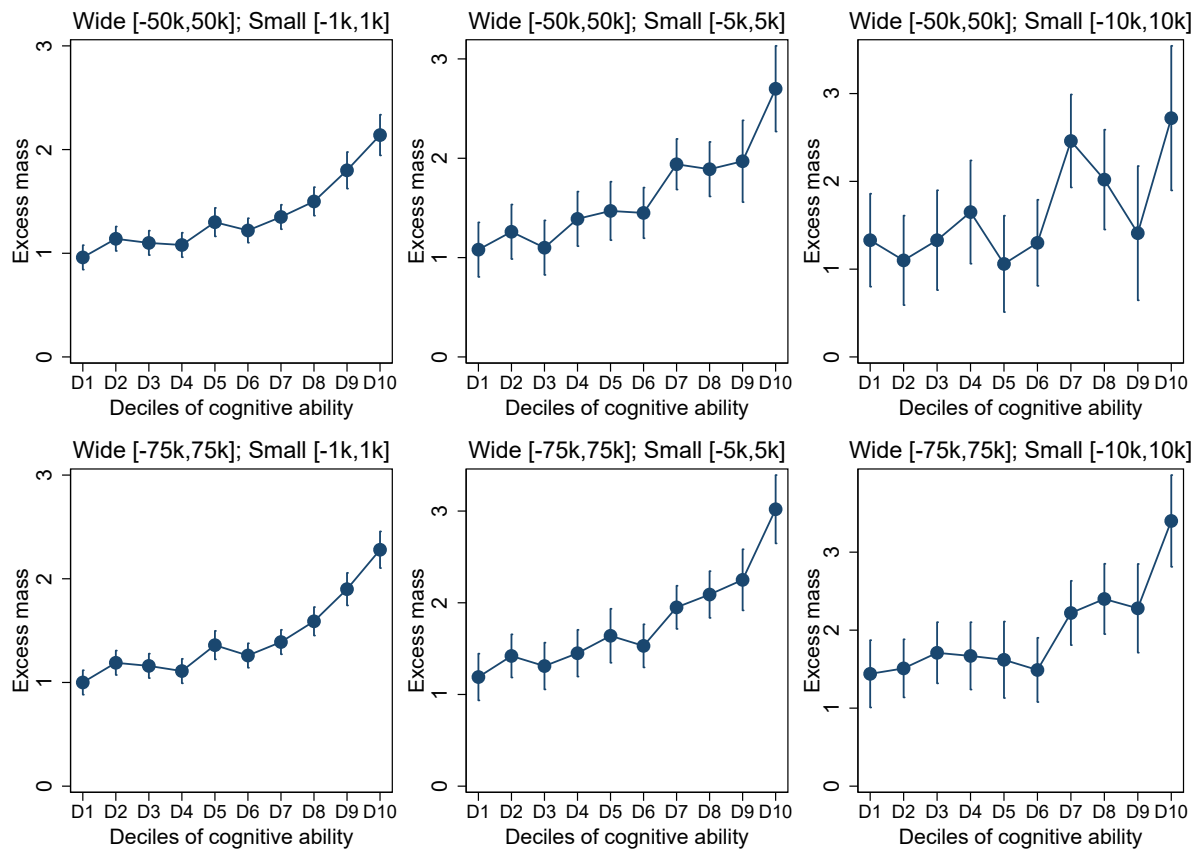 Wide [-50k,50k]; Small [-1k,1k]
Excess mass
3
2
1
0
D1 D2 D3 D4 D5 D6 D7 D8 D9 D10
Deciles of cognitive ability
Wide [-50k,50k]; Small [-5k,5k]
Excess mass
3
2
1
0
D1 D2 D3 D4 D5 D6 D7 D8 D9 D10
Deciles of cognitive ability
Wide [-50k,50k]; Small [-10k,10k]
Excess mass
3
2
1
0
D1 D2 D3 D4 D5 D6 D7 D8 D9 D10
Deciles of cognitive ability
Wide [-75k,75k]; Small [-1k,1k]
Excess mass
3
2
1
0
D1 D2 D3 D4 D5 D6 D7 D8 D9 D10
Deciles of cognitive ability
Wide [-75k,75k]; Small [-5k,5k]
Excess mass
3
2
1
0
D1 D2 D3 D4 D5 D6 D7 D8 D9 D10
Deciles of cognitive ability
Wide [-75k,75k]; Small [-10k,10k]
Excess mass
3
2
1
0
D1 D2 D3 D4 D5 D6 D7 D8 D9 D10
Deciles of cognitive ability